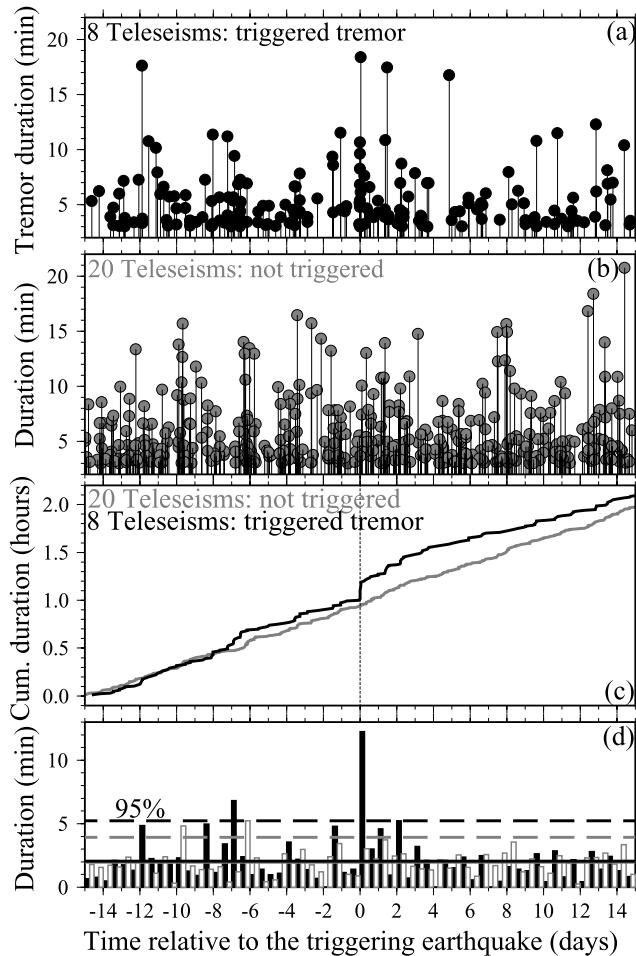 8 Teleseisms: triggered tremor
(a)
Tremor duration (min)
20
15
10
5
20 Teleseisms: not triggered
(b)
Duration (min)
20
15
10
5
20 Teleseisms: not triggered
8 Teleseisms: triggered tremor
(c)
Cum. duration (hours)
2.0
1.5
1.0
0.5
0.0
(d)
95%
Duration (min)
10
5
0
-14 -12 -10 -8 -6 -4 -2 0 2 4 6 8 10 12 14
Time relative to the triggering earthquake (days)